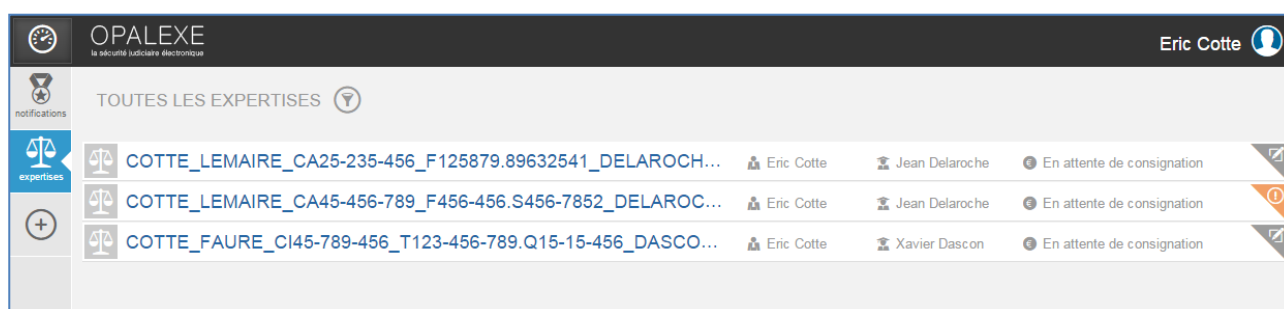 OPALEXE
la sécurité judiciaire électronique
Eric Cotte
notifications
TOUTES LES EXPERTISES
expertises
COTTE_LEMAIRE_CA25-235-456_F125879.89632541_DELAROCH... Eric Cotte Jean Delaroche En attente de consignation
COTTE_LEMAIRE_CA45-456-789_F456-456.S456-7852_DELAROC... Eric Cotte Jean Delaroche En attente de consignation
COTTE_FAURE_CI45-789-456_T123-456-789.Q15-15-456_DASCO... Eric Cotte Xavier Dascon En attente de consignation